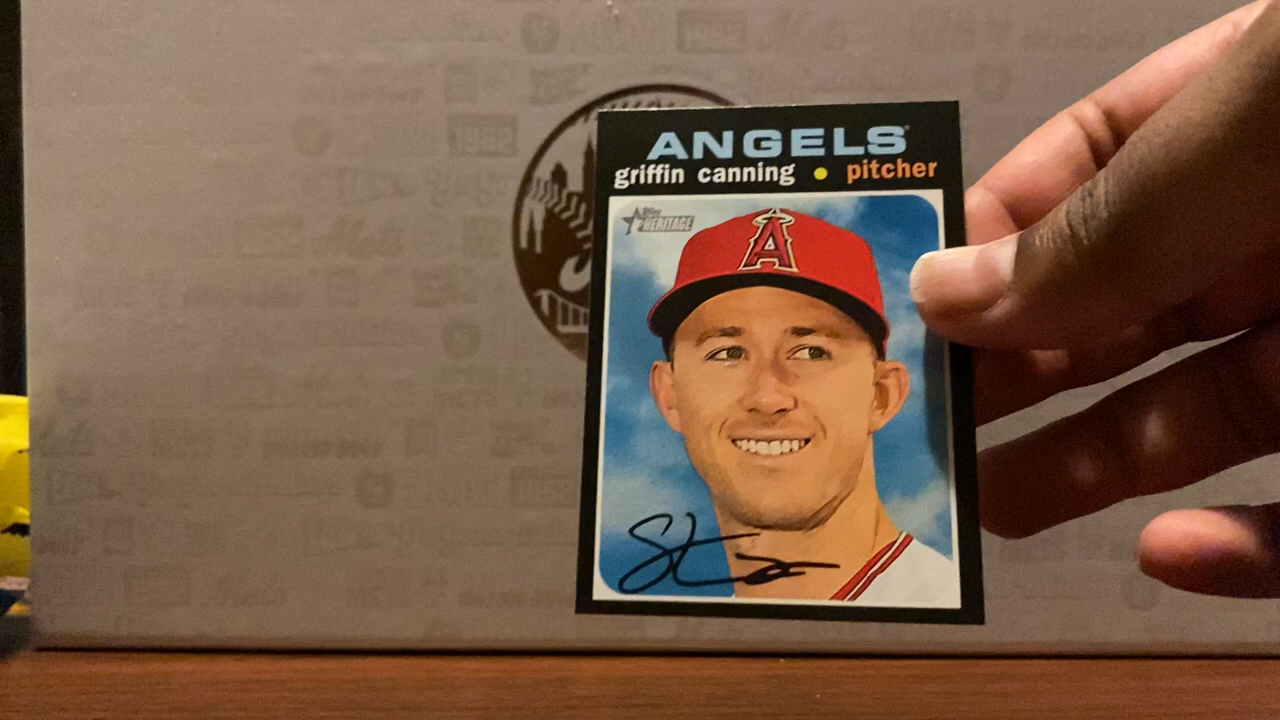 ANGELS
griffin canning • pitcher
Topps
HERITAGE
A